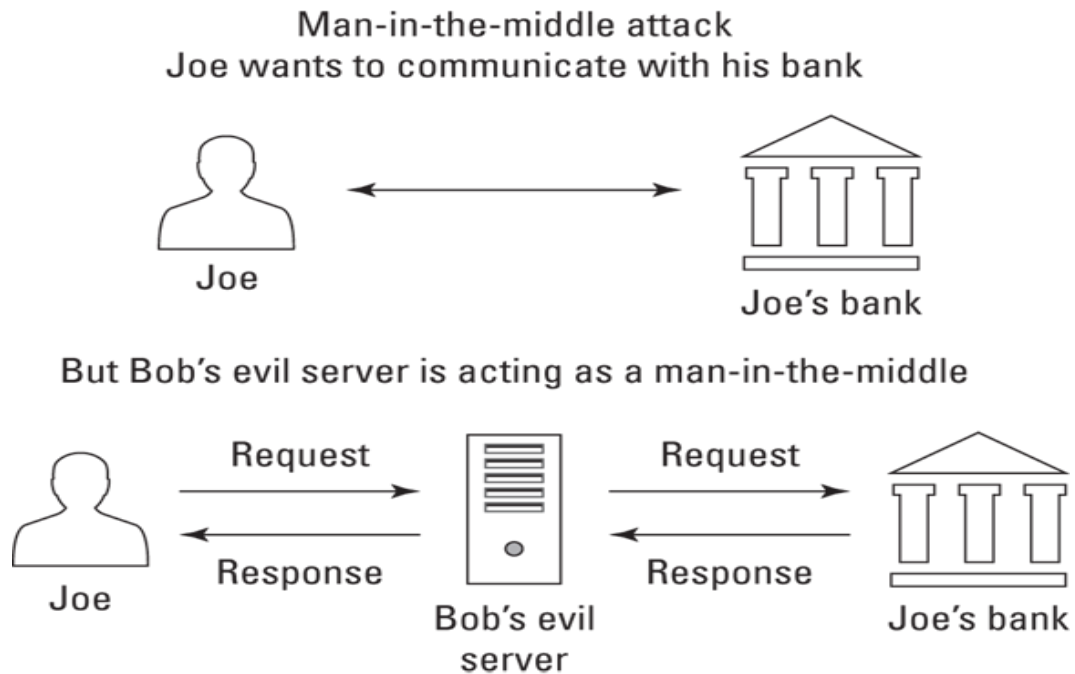 Man-in-the-middle attack
Joe wants to communicate with his bank
Joe
Joe's bank
But Bob's evil server is acting as a man-in-the-middle
Request
Request
Response
Response
Joe
Bob's evil
server
Joe's bank